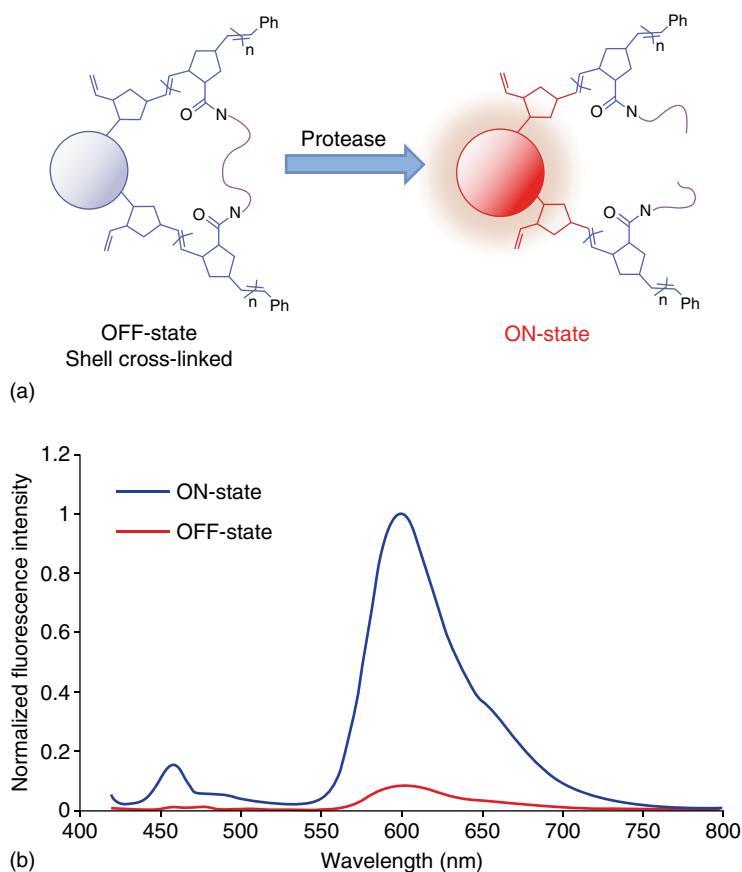 Ph
n
O
N
O
N
n
Ph
OFF-state
Shell cross-linked
Protease
Ph
n
O
N
O
N
n
Ph
ON-state
(a)
Normalized fluorescence intensity
1.2
1
0.8
0.6
0.4
0.2
0
ON-state
OFF-state
400 450 500 550 600 650 700 750 800
Wavelength (nm)
(b)